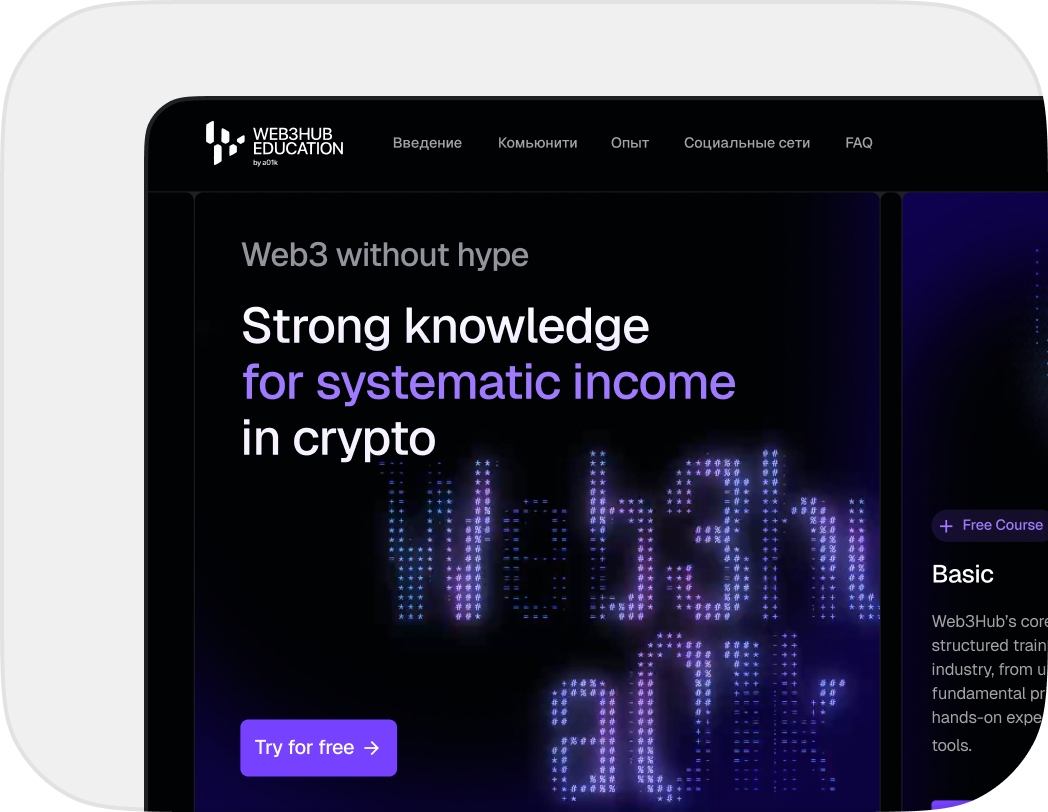 WEB3HUB
EDUCATION
by a01k
Введение Комьюнити Опыт Социальные сети FAQ
Web3 without hype
Strong knowledge
for systematic income
in crypto
Web3hu
a01k
Try for free →
+ Free Course
Basic
Web3Hub's core
structured train
industry, from u
fundamental pr
hands-on expe
tools.